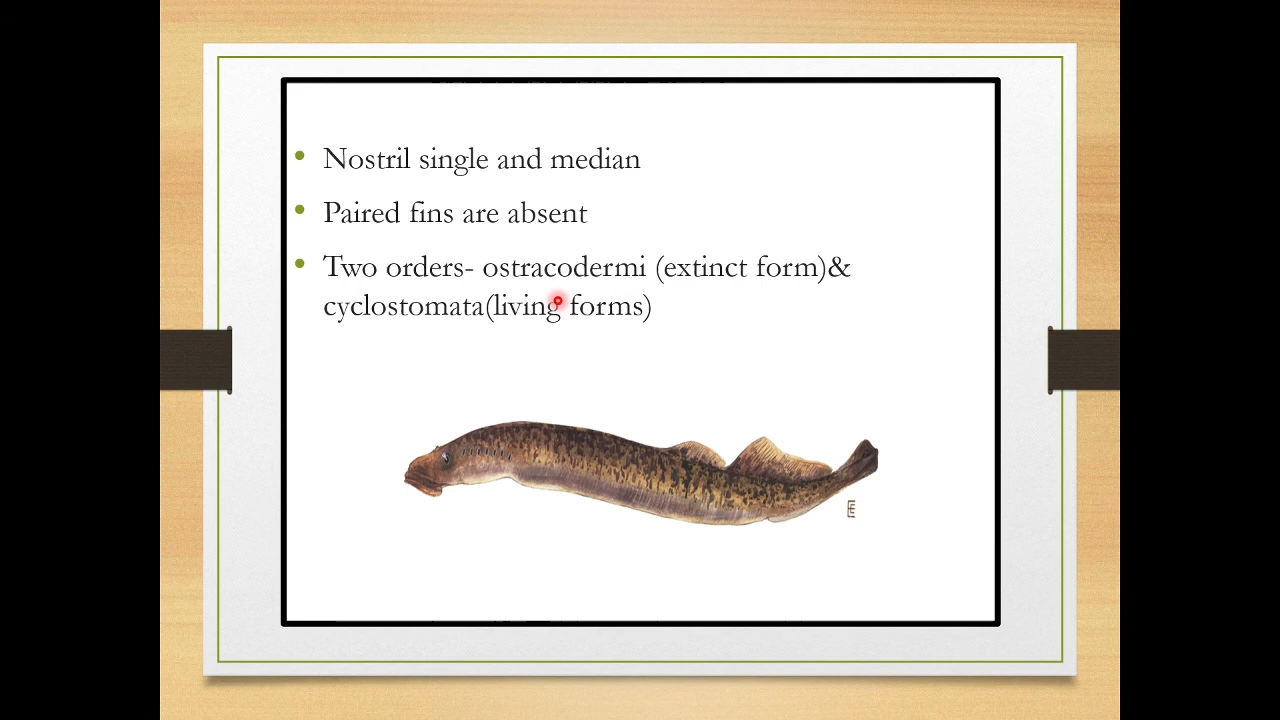 • Nostril single and median
• Paired fins are absent
• Two orders- ostracodermi (extinct form)&
cyclostomata(living forms)